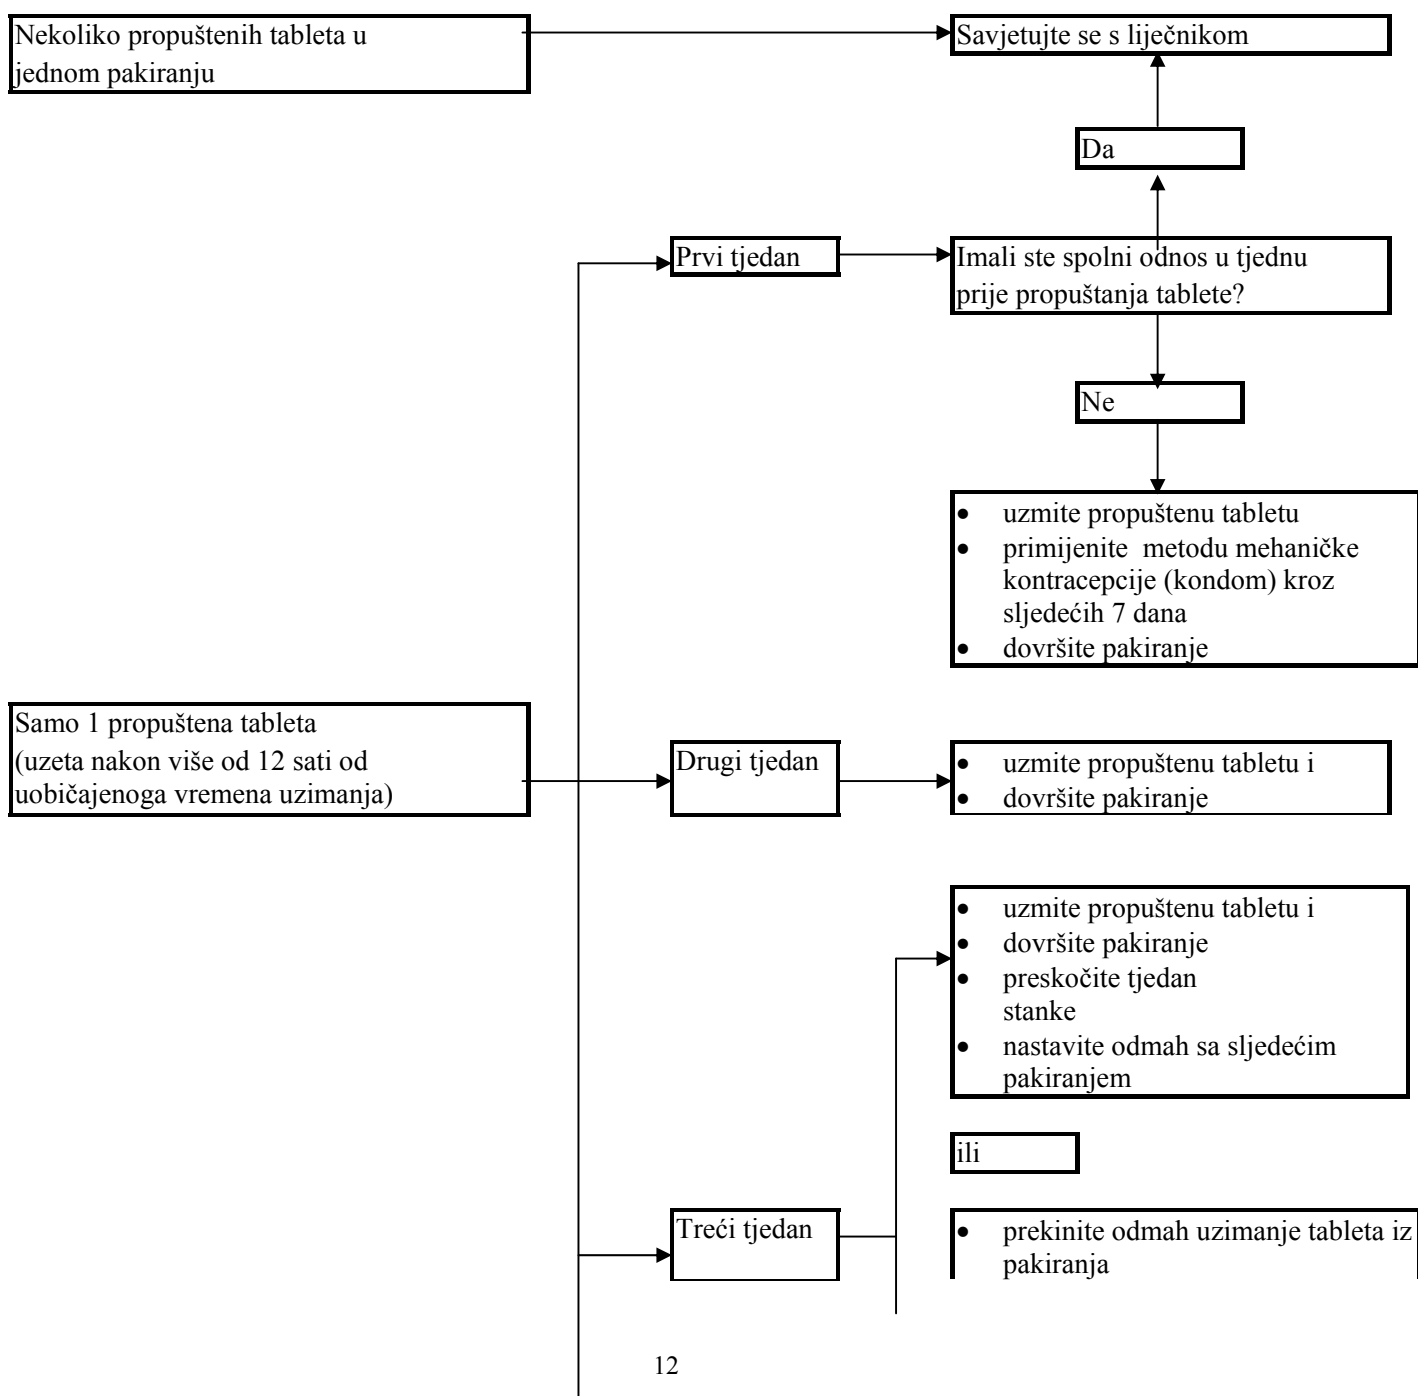 Nekoliko propuštenih tableta u
jednom pakiranju
Savjetujte se s liječnikom
Da
Prvi tjedan
Imali ste spolni odnos u tjednu
prije propuštanja tablete?
Ne
• uzmite propuštenu tabletu
• primijenite metodu mehaničke
kontracepcije (kondom) kroz
sljedećih 7 dana
• dovršite pakiranje
Samo 1 propuštena tableta
(uzeta nakon više od 12 sati od
uobičajenoga vremena uzimanja)
Drugi tjedan
• uzmite propuštenu tabletu i
• dovršite pakiranje
• uzmite propuštenu tabletu i
• dovršite pakiranje
• preskočite tjedan
stanke
• nastavite odmah sa sljedećim
pakiranjem
ili
Treći tjedan
• prekinite odmah uzimanje tableta iz
pakiranja
12